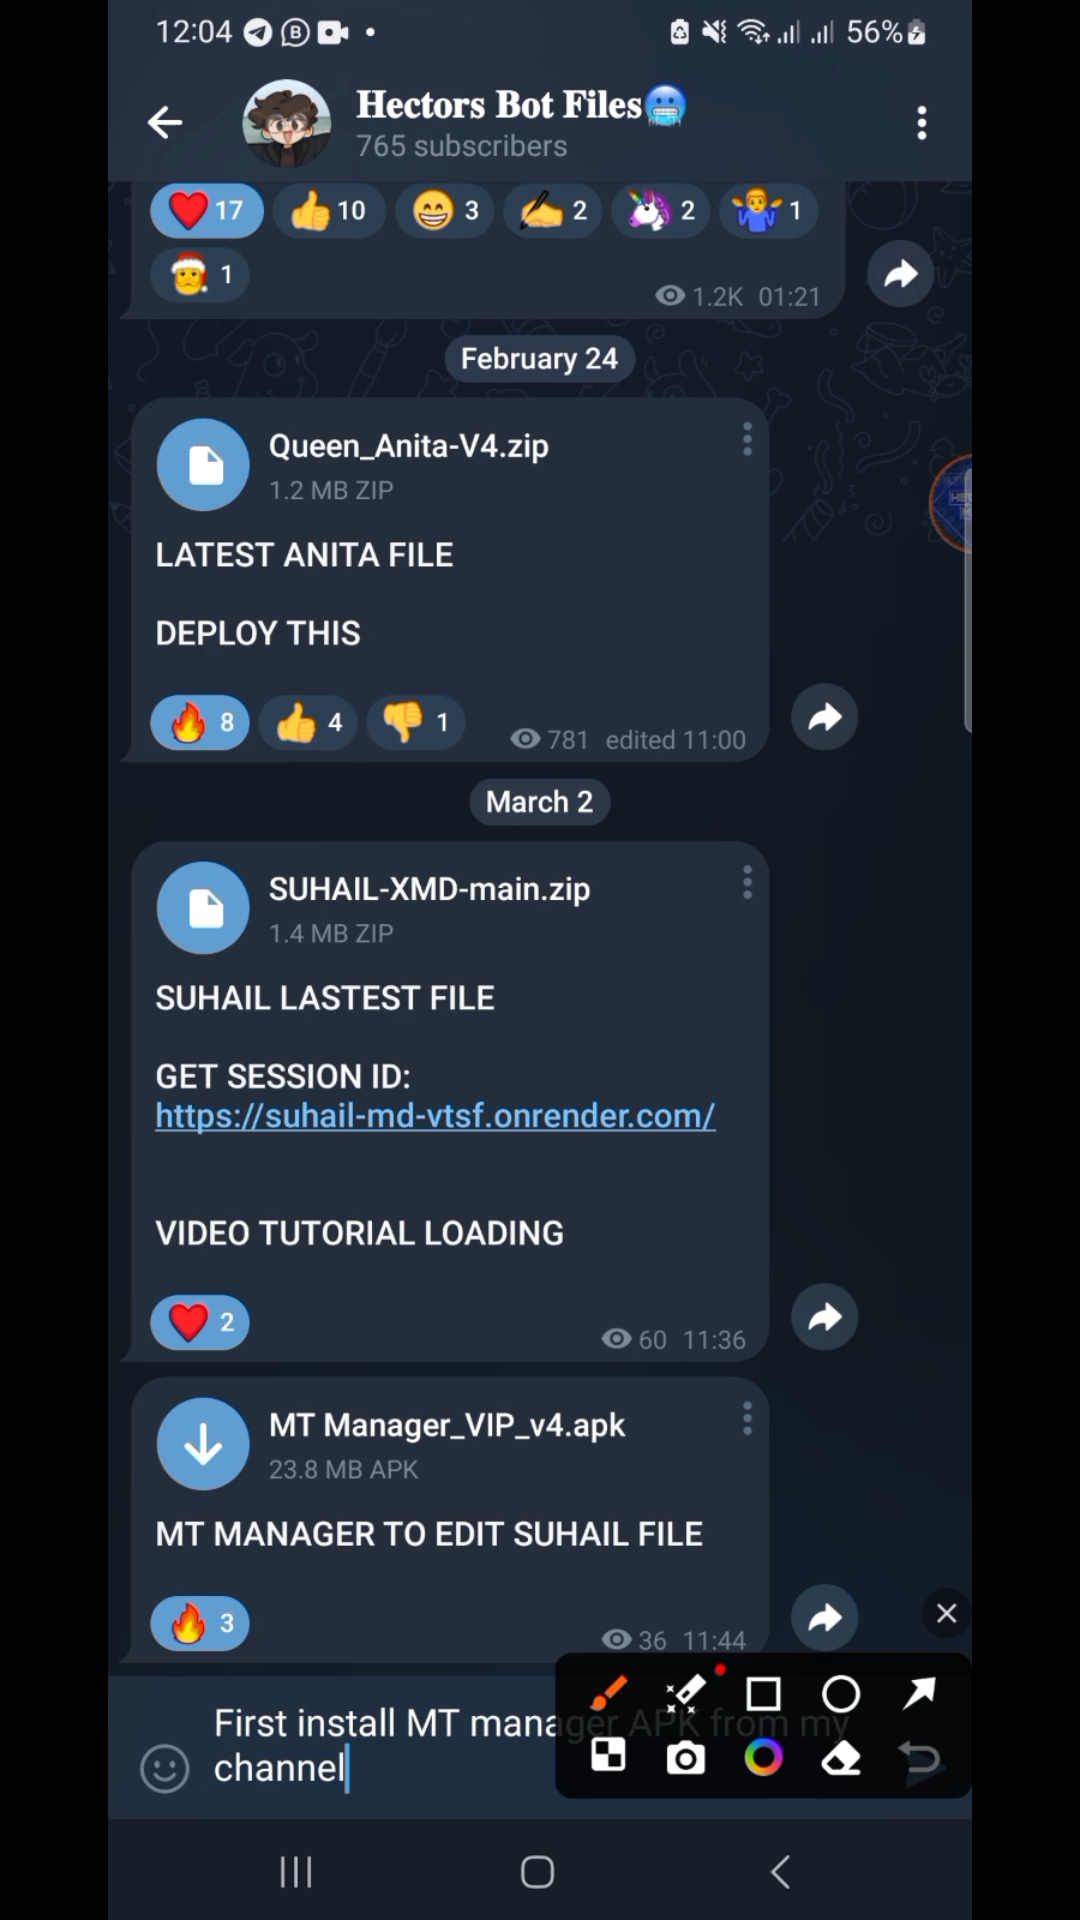 12:04
56%
Hectors Bot Files🥶
765 subscribers
❤️ 17 👍 10 😁 3 ✍️ 2 🦄 2 🤷‍♂️ 1
🎅 1
1.2K 01:21
February 24
Queen_Anita-V4.zip
1.2 MB ZIP
LATEST ANITA FILE
DEPLOY THIS
🔥 8 👍 4 👎 1
781 edited 11:00
March 2
SUHAIL-XMD-main.zip
1.4 MB ZIP
SUHAIL LASTEST FILE
GET SESSION ID:
https://suhail-md-vtsf.onrender.com/
VIDEO TUTORIAL LOADING
❤️ 2
60 11:36
MT Manager_VIP_v4.apk
23.8 MB APK
MT MANAGER TO EDIT SUHAIL FILE
🔥 3
36 11:44
First install MT manager APK from my
channel